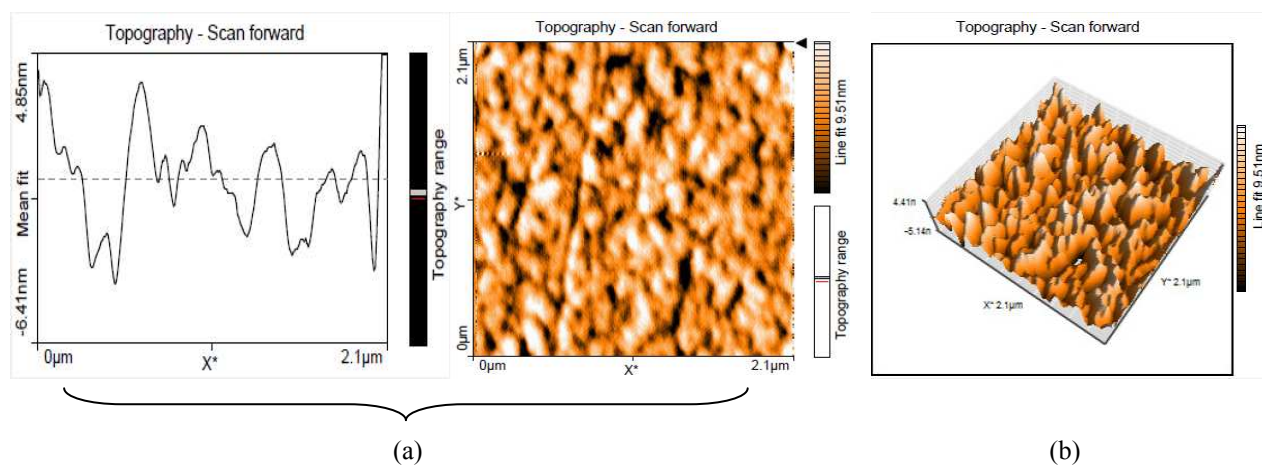 Topography - Scan forward
4.85nm
Mean fit
-6.41nm
0µm
X*
2.1µm
Topography range
Topography - Scan forward
2.1µm
Y*
0µm
0µm
X*
2.1µm
Line fit 9.51nm
Topography range
Topography - Scan forward
4.41n
-5.14n
X* 2.1µm
Y* 2.1µm
Line fit 9.51nm
(a)
(b)